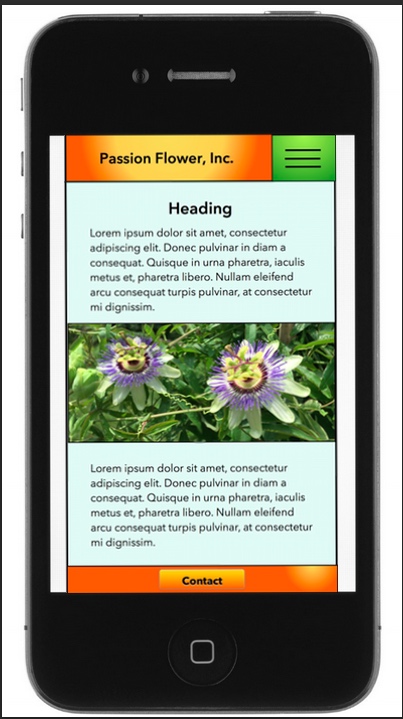 Passion Flower, Inc.
Heading
Lorem ipsum dolor sit amet, consectetur
adipiscing elit. Donec pulvinar in diam a
consequat. Quisque in urna pharetra, iaculis
metus et, pharetra libero. Nullam eleifend
arcu consequat turpis pulvinar, at consectetur
mi dignissim.
Lorem ipsum dolor sit amet, consectetur
adipiscing elit. Donec pulvinar in diam a
consequat. Quisque in urna pharetra, iaculis
metus et, pharetra libero. Nullam eleifend
arcu consequat turpis pulvinar, at consectetur
mi dignissim.
Contact